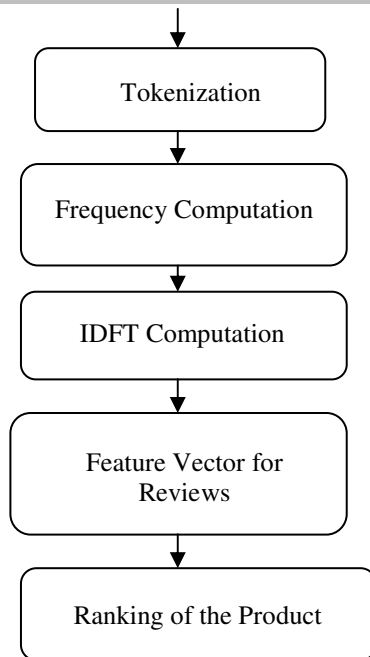 Tokenization
Frequency Computation
IDFT Computation
Feature Vector for
Reviews
Ranking of the Product